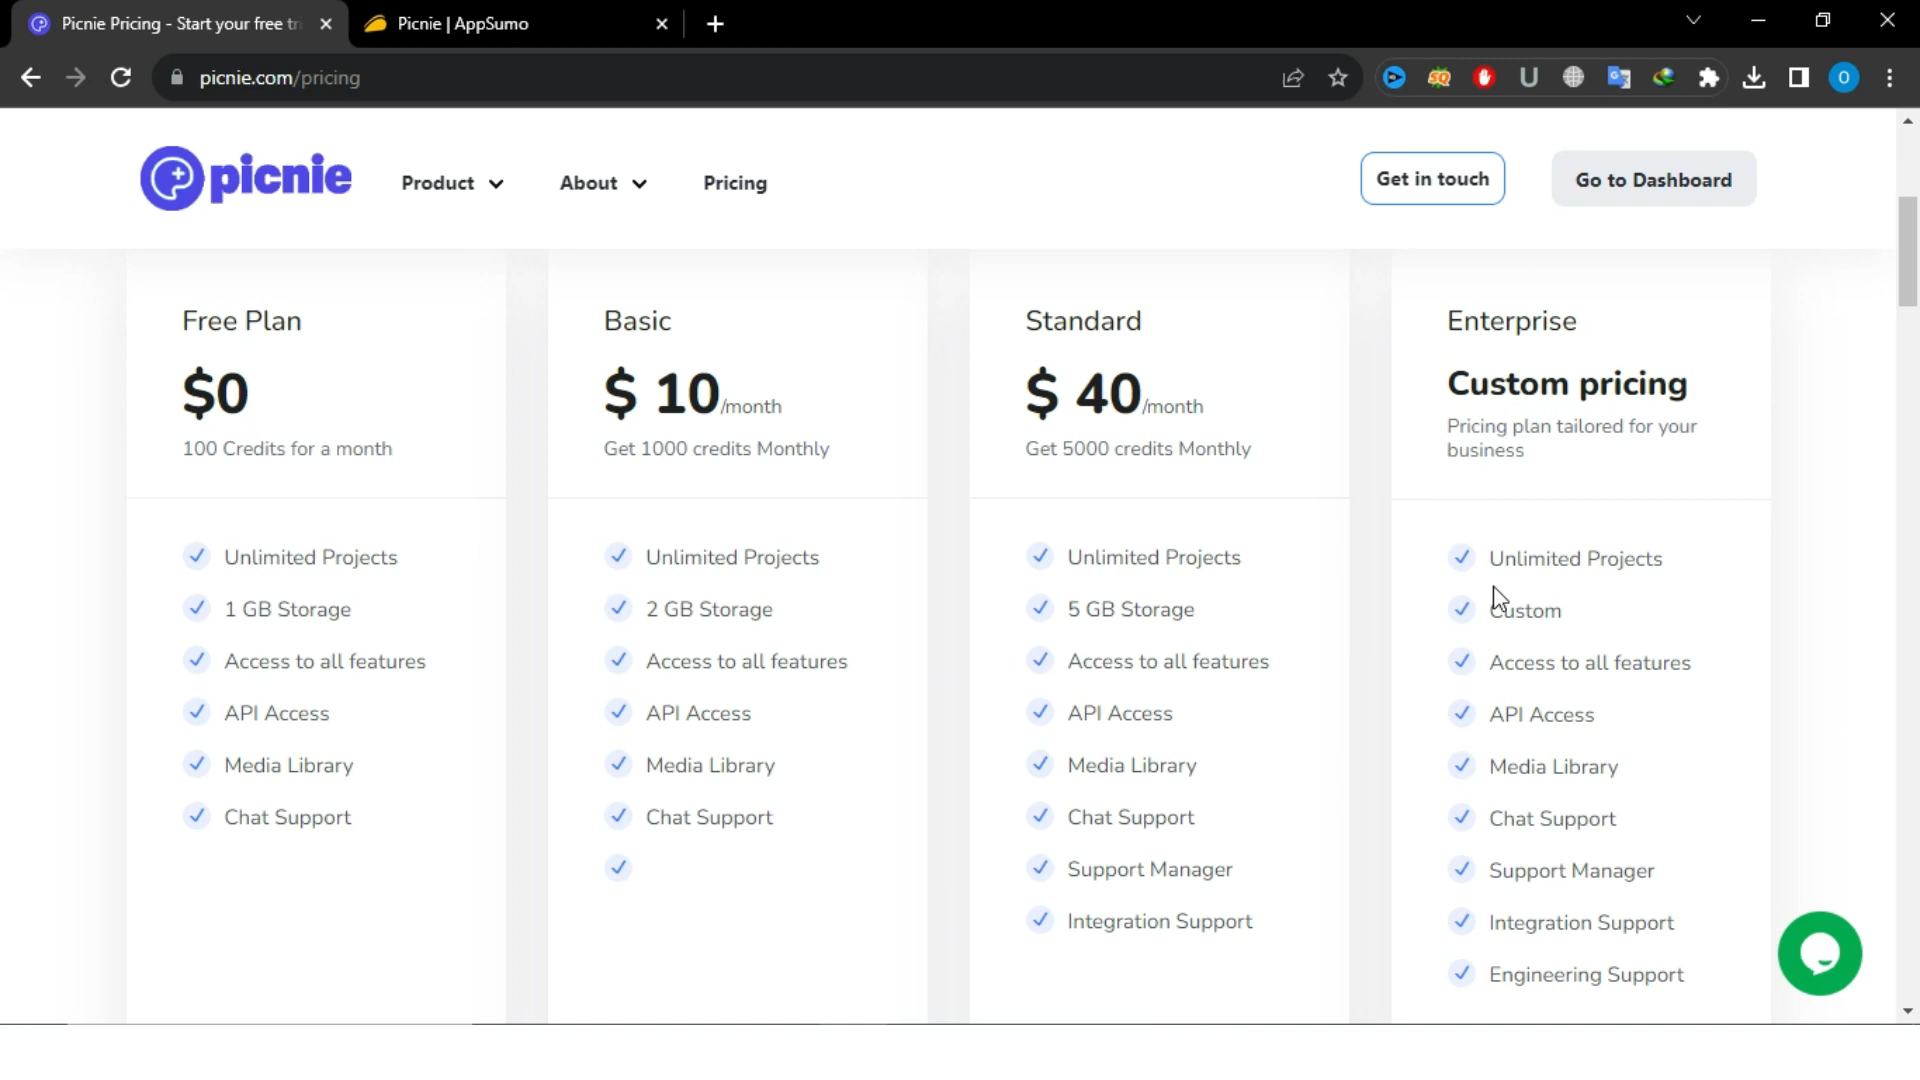 Picnie Pricing - Start your free tri
Picnie | AppSumo
picnie.com/pricing
O
picnie
Product
About
Pricing
Get in touch
Go to Dashboard
Free Plan
$0
100 Credits for a month
Unlimited Projects
1 GB Storage
Access to all features
API Access
Media Library
Chat Support
Basic
$ 10/month
Get 1000 credits Monthly
Unlimited Projects
2 GB Storage
Access to all features
API Access
Media Library
Chat Support
Standard
$ 40/month
Get 5000 credits Monthly
Unlimited Projects
5 GB Storage
Access to all features
API Access
Media Library
Chat Support
Support Manager
Integration Support
Enterprise
Custom pricing
Pricing plan tailored for your
business
Unlimited Projects
Custom
Access to all features
API Access
Media Library
Chat Support
Support Manager
Integration Support
Engineering Support